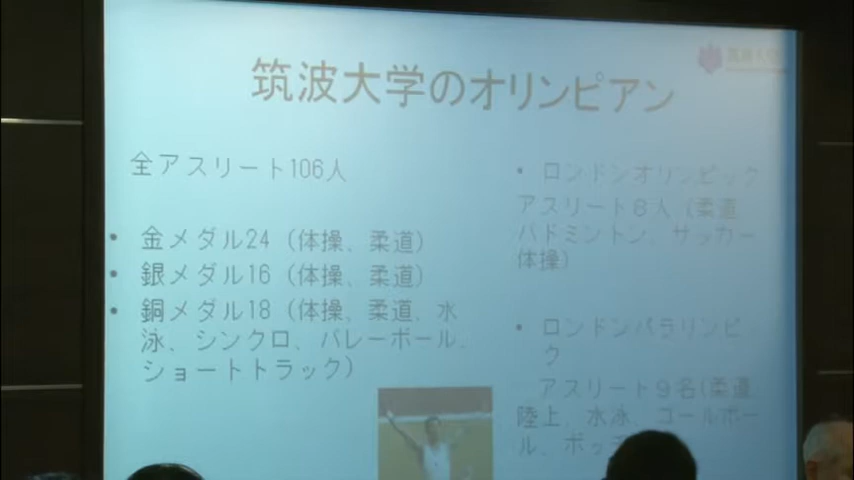 筑波大学のオリンピアン
全アスリート106人
• 金メダル24（体操、柔道）
• 銀メダル16（体操、柔道）
• 銅メダル18（体操、柔道、水
泳、シンクロ、バレーボール、
ショートトラック）
• ロンドンオリンピック
アスリート8人（柔道
バドミントン、サッカー
体操）
• ロンドンパラリンピ
ック
アスリート9名(柔道
陸上、水泳、ゴールボー
ル、ボッ